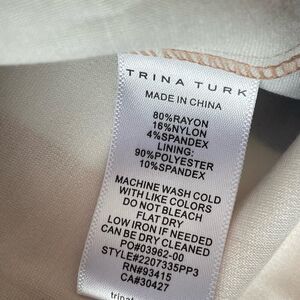 TRINA TURK
MADE IN CHINA
80%RAYON
16%NYLON
4%SPANDEX
LINING:
90%POLYESTER
10%SPANDEX
MACHINE WASH COLD
WITH LIKE COLORS
DO NOT BLEACH
FLAT DRY
LOW IRON IF NEEDED
CAN BE DRY CLEANED
PO#03962-00
STYLE#2207335PP3
RN#93415
CA#30427